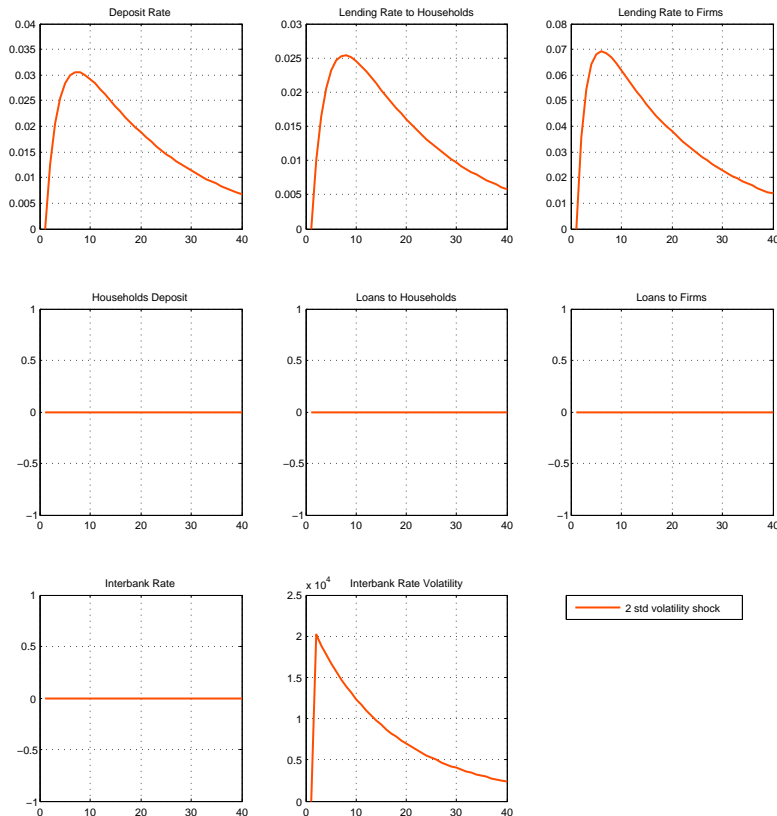 Deposit Rate
0.04
0.035
0.03
0.025
0.02
0.015
0.01
0.005
0
0 10 20 30 40
Lending Rate to Households
0.03
0.025
0.02
0.015
0.01
0.005
0
0 10 20 30 40
Lending Rate to Firms
0.08
0.07
0.06
0.05
0.04
0.03
0.02
0.01
0
0 10 20 30 40
Households Deposit
1
0.5
0
−0.5
−1
0 10 20 30 40
Loans to Households
1
0.5
0
−0.5
−1
0 10 20 30 40
Loans to Firms
1
0.5
0
−0.5
−1
0 10 20 30 40
Interbank Rate
1
0.5
0
−0.5
−1
0 10 20 30 40
Interbank Rate Volatility
x 10^4
2.5
2
1.5
1
0.5
0
0 10 20 30 40
2 std volatility shock